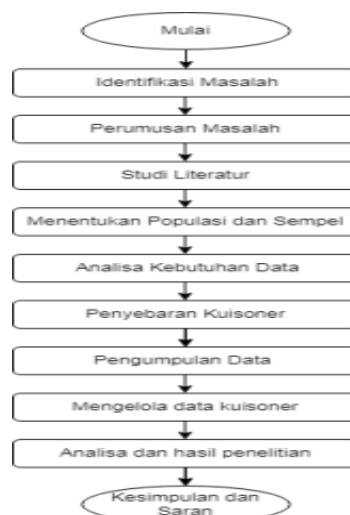 Mulai
Identifikasi Masalah
Perumusan Masalah
Studi Literatur
Menentukan Populasi dan Sempel
Analisa Kebutuhan Data
Penyebaran Kuisoner
Pengumpulan Data
Mengelola data kuisoner
Analisa dan hasil penelitian
Kesimpulan dan
Saran